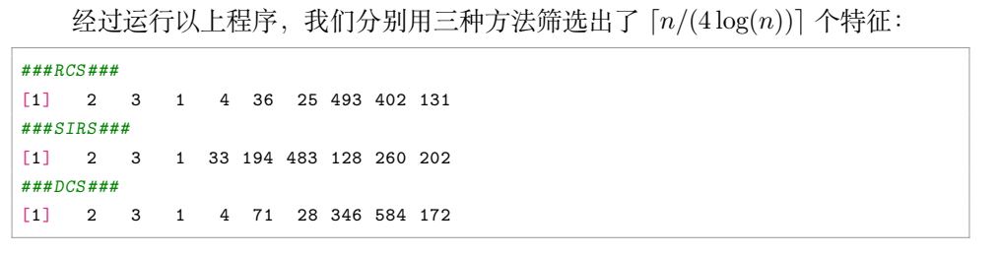 经过运行以上程序，我们分别用三种方法筛选出了 ⌈n/(4 log(n))⌉ 个特征：
###RCS###
[1] 2 3 1 4 36 25 493 402 131
###SIRS###
[1] 2 3 1 33 194 483 128 260 202
###DCS###
[1] 2 3 1 4 71 28 346 584 172